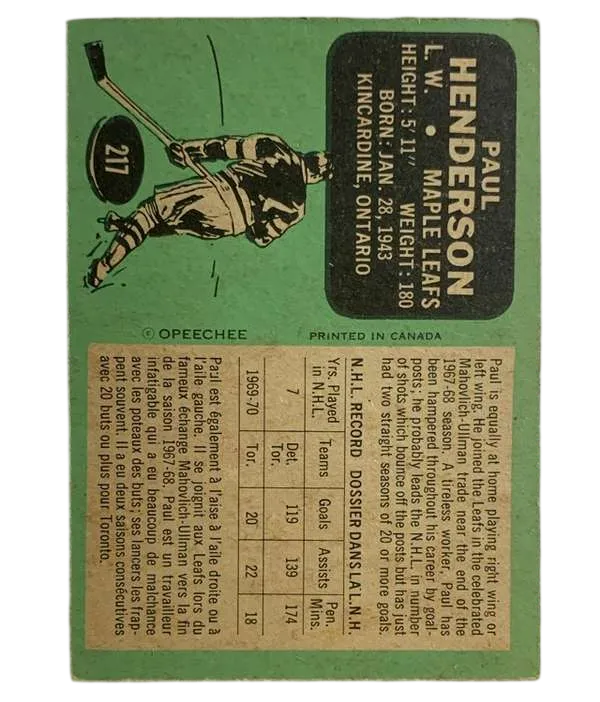 PAUL
HENDERSON
L. W. • MAPLE LEAFS
HEIGHT: 5' 11" WEIGHT: 180
BORN: JAN. 28, 1943
KINCARDINE, ONTARIO
217
© OPEECHEE
PRINTED IN CANADA
Paul is equally at home playing right wing or
left wing. He joined the Leafs in the celebrated
Mahovlich-Ullman trade near the end of the
1967-68 season. A tireless worker, Paul has
been hampered throughout his career by goal-
posts; he probably leads the N.H.L. in number
of shots which bounce off the posts but has just
had two straight seasons of 20 or more goals.
N.H.L. RECORD DOSSIER DANS LA L.N.H.
Yrs. Played in N.H.L. Teams Goals Assists Pen. Mins.
7 Det. Tor. 119 139 174
1969-70 Tor. 20 22 18
Paul est également à l'aise à l'aile droite ou à
l'aile gauche. Il se joignit aux Leafs lors du
fameux échange Mahovlich-Ullman vers la fin
de la saison 1967-68. Paul est un travailleur
infatigable qui a eu beaucoup de malchance
avec les poteaux des buts; ses lancers les frap-
pent souvent. Il a eu deux saisons consécutives
avec 20 buts ou plus pour Toronto.